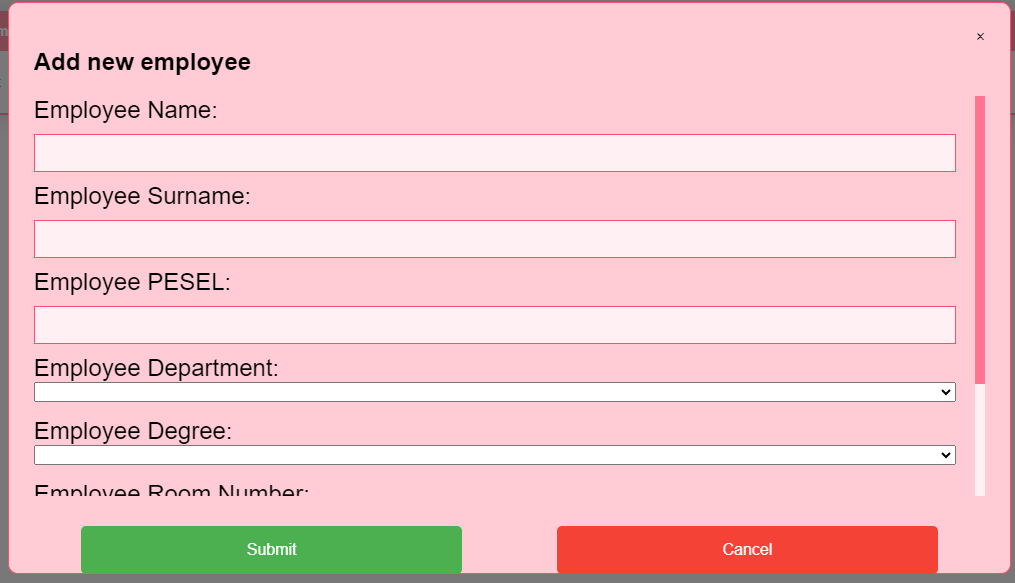 ×
Add new employee
Employee Name:
Employee Surname:
Employee PESEL:
Employee Department:
Employee Degree:
Employee Room Number:
Submit
Cancel